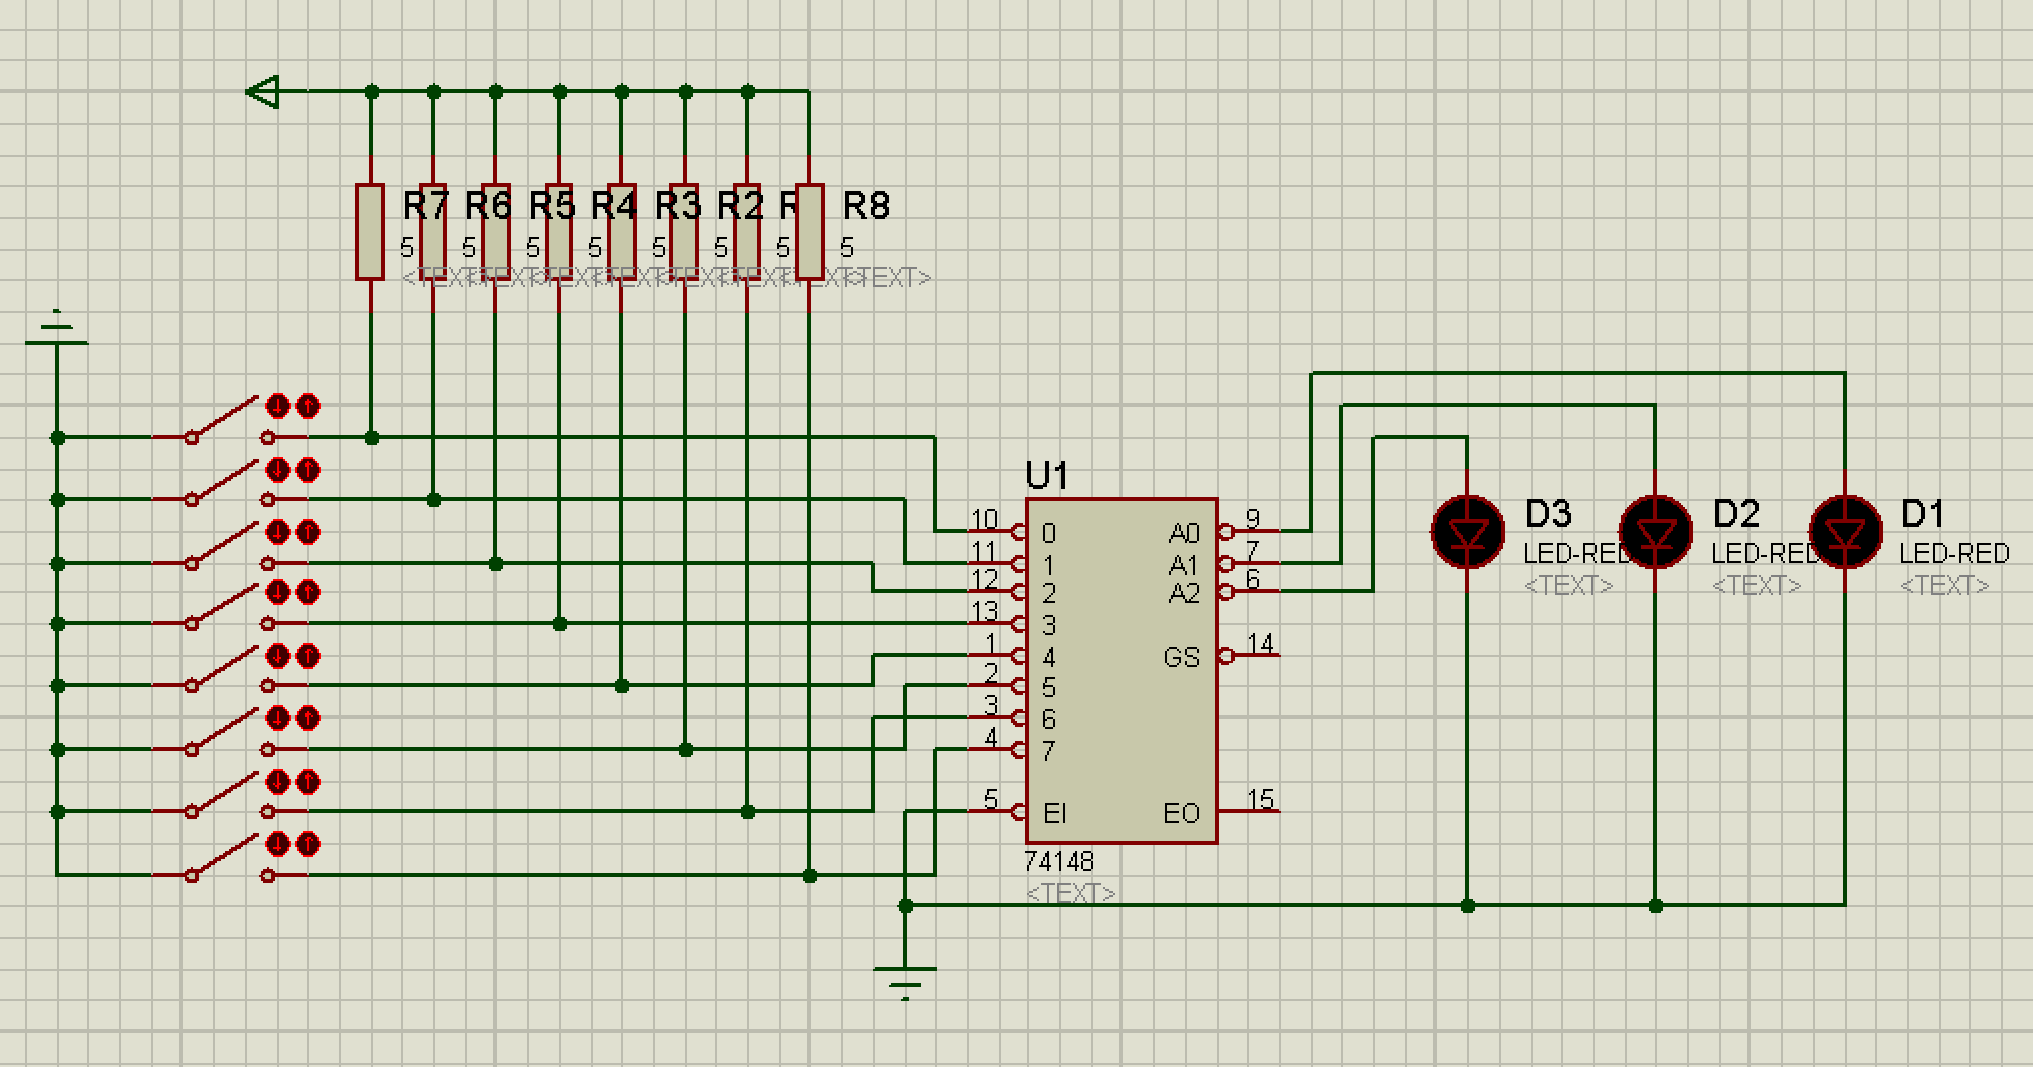 R7 R6 R5 R4 R3 R2 R R8
5 5 5 5 5 5 5 5
<TEXT> <TEXT> <TEXT> <TEXT> <TEXT> <TEXT> <TEXT> <TEXT>
U1
10 0 A0 9
11 1 A1 7
12 2 A2 6
13 3
1 4 GS 14
2 5
3 6
4 7
5 EI EO 15
74148
<TEXT>
D3 D2 D1
LED-RED LED-RED LED-RED
<TEXT> <TEXT> <TEXT>